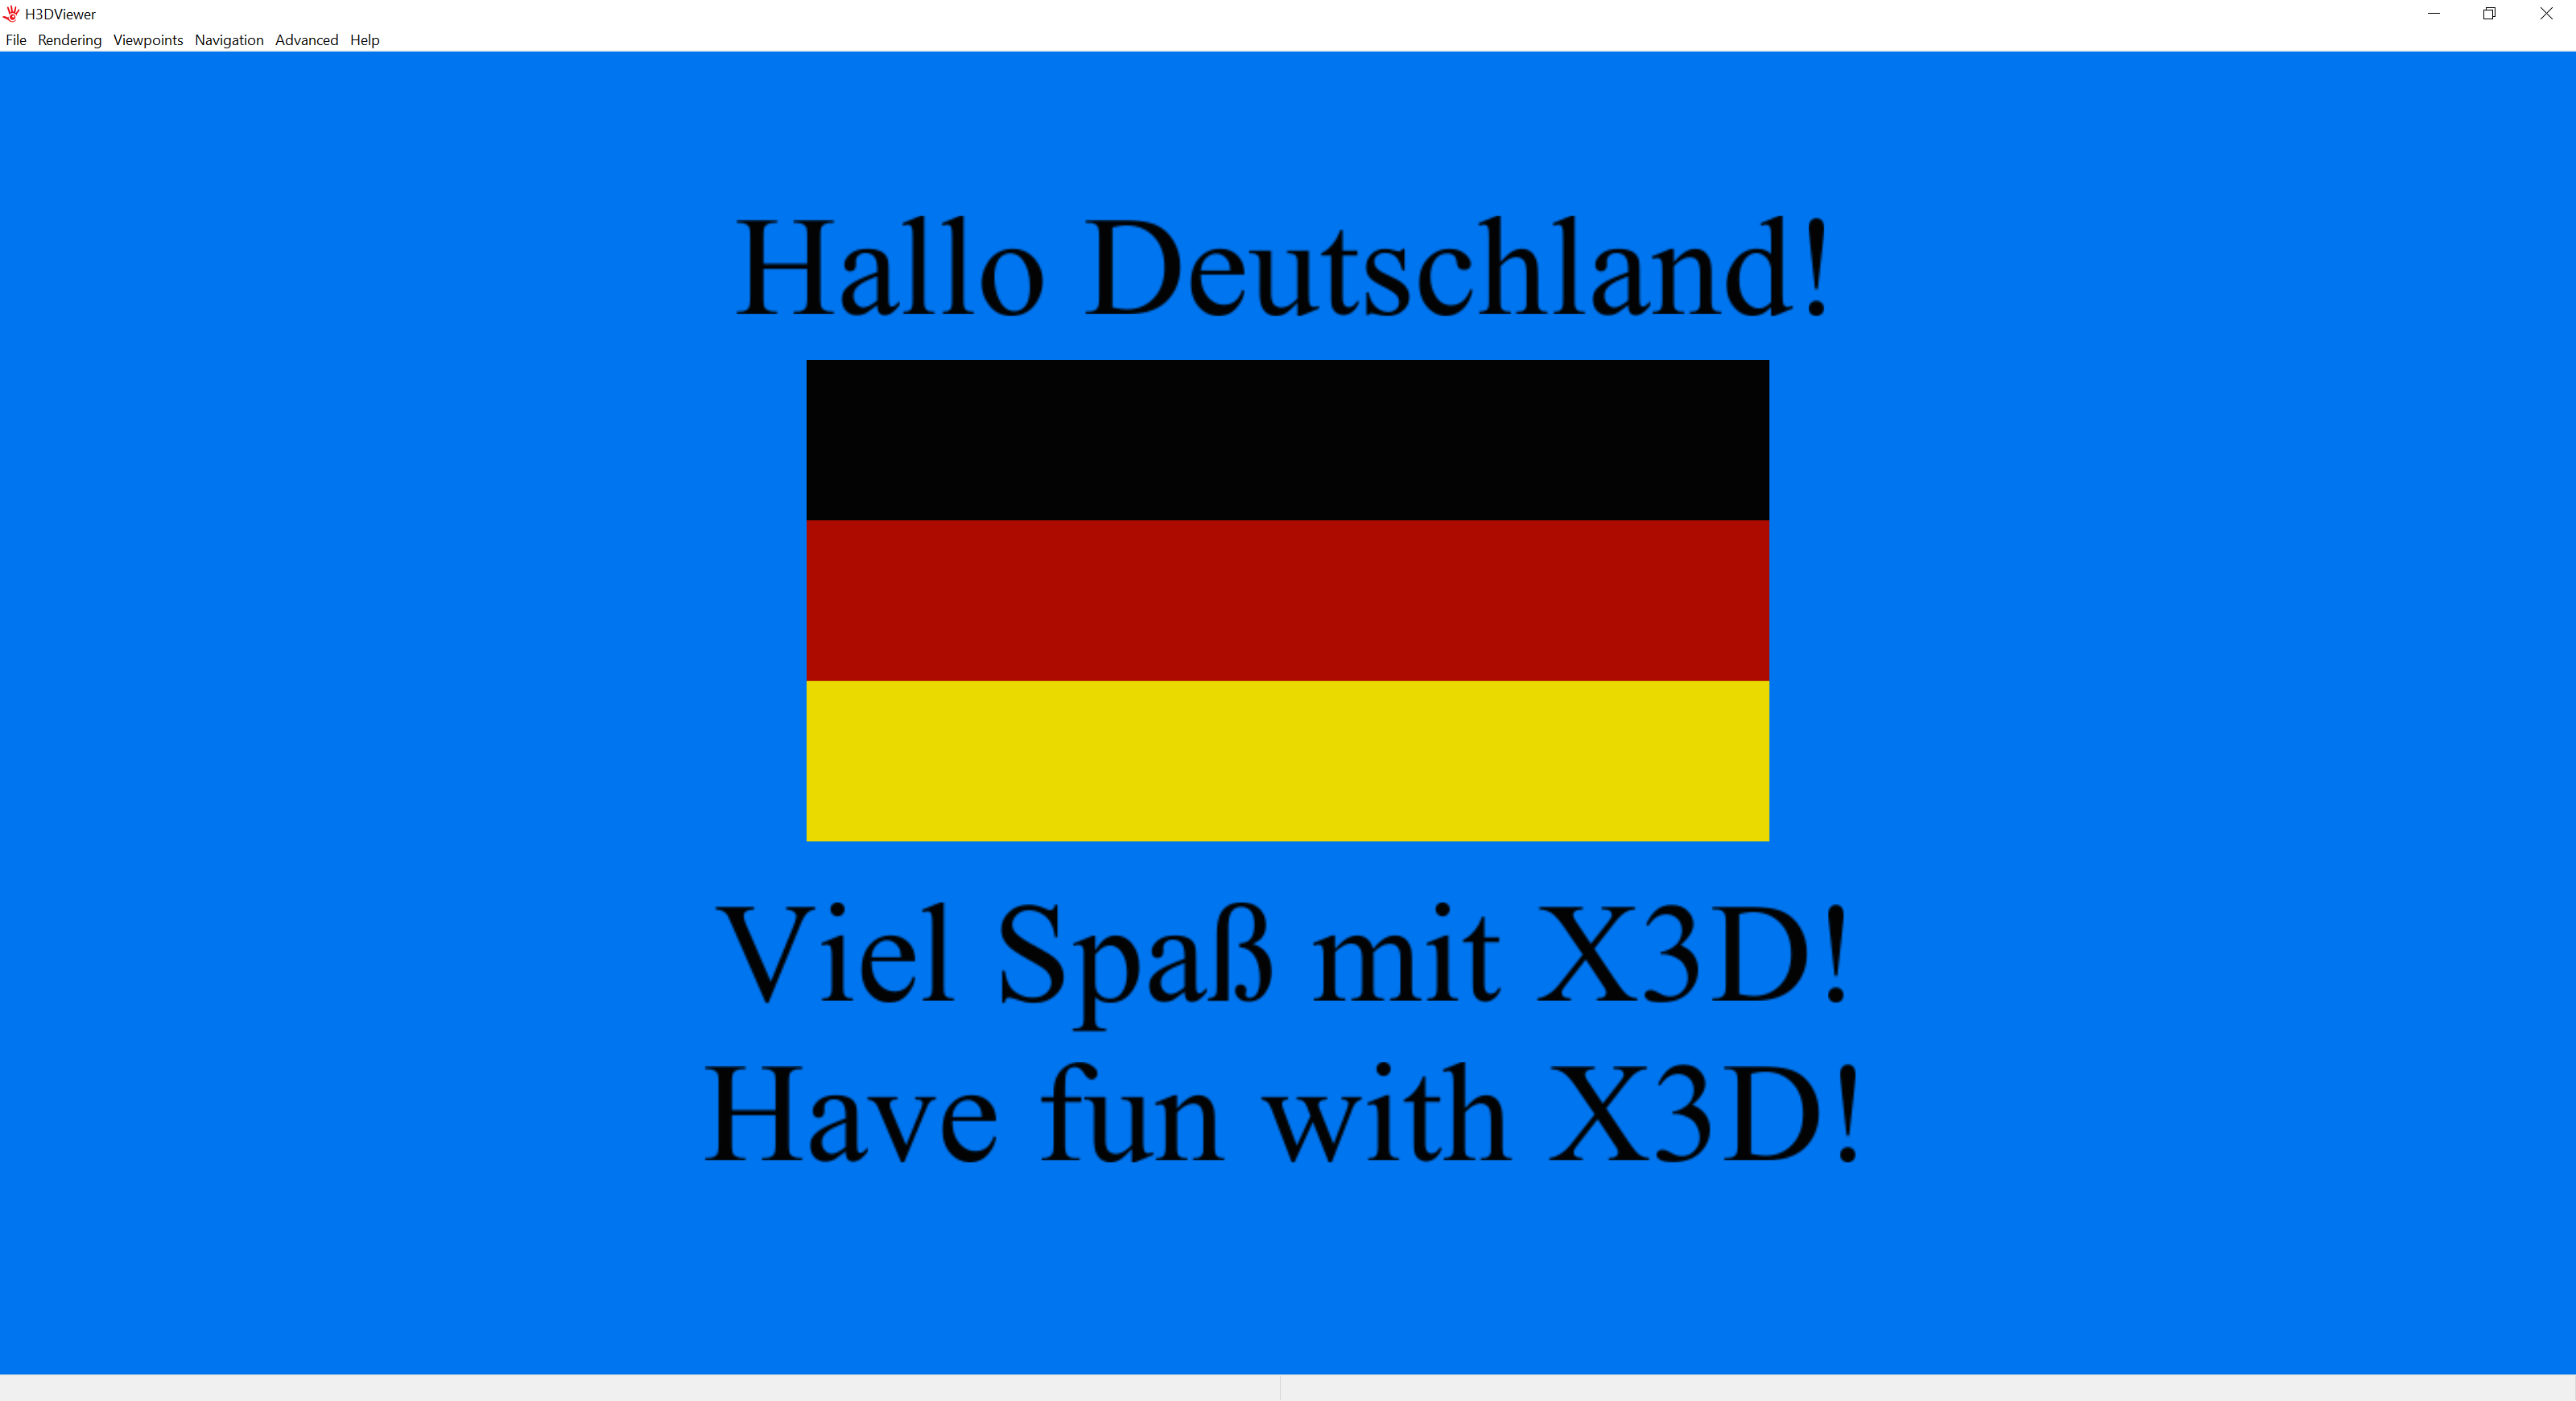 H3DViewer
File Rendering Viewpoints Navigation Advanced Help
Hallo Deutschland!
Viel Spaß mit X3D!
Have fun with X3D!